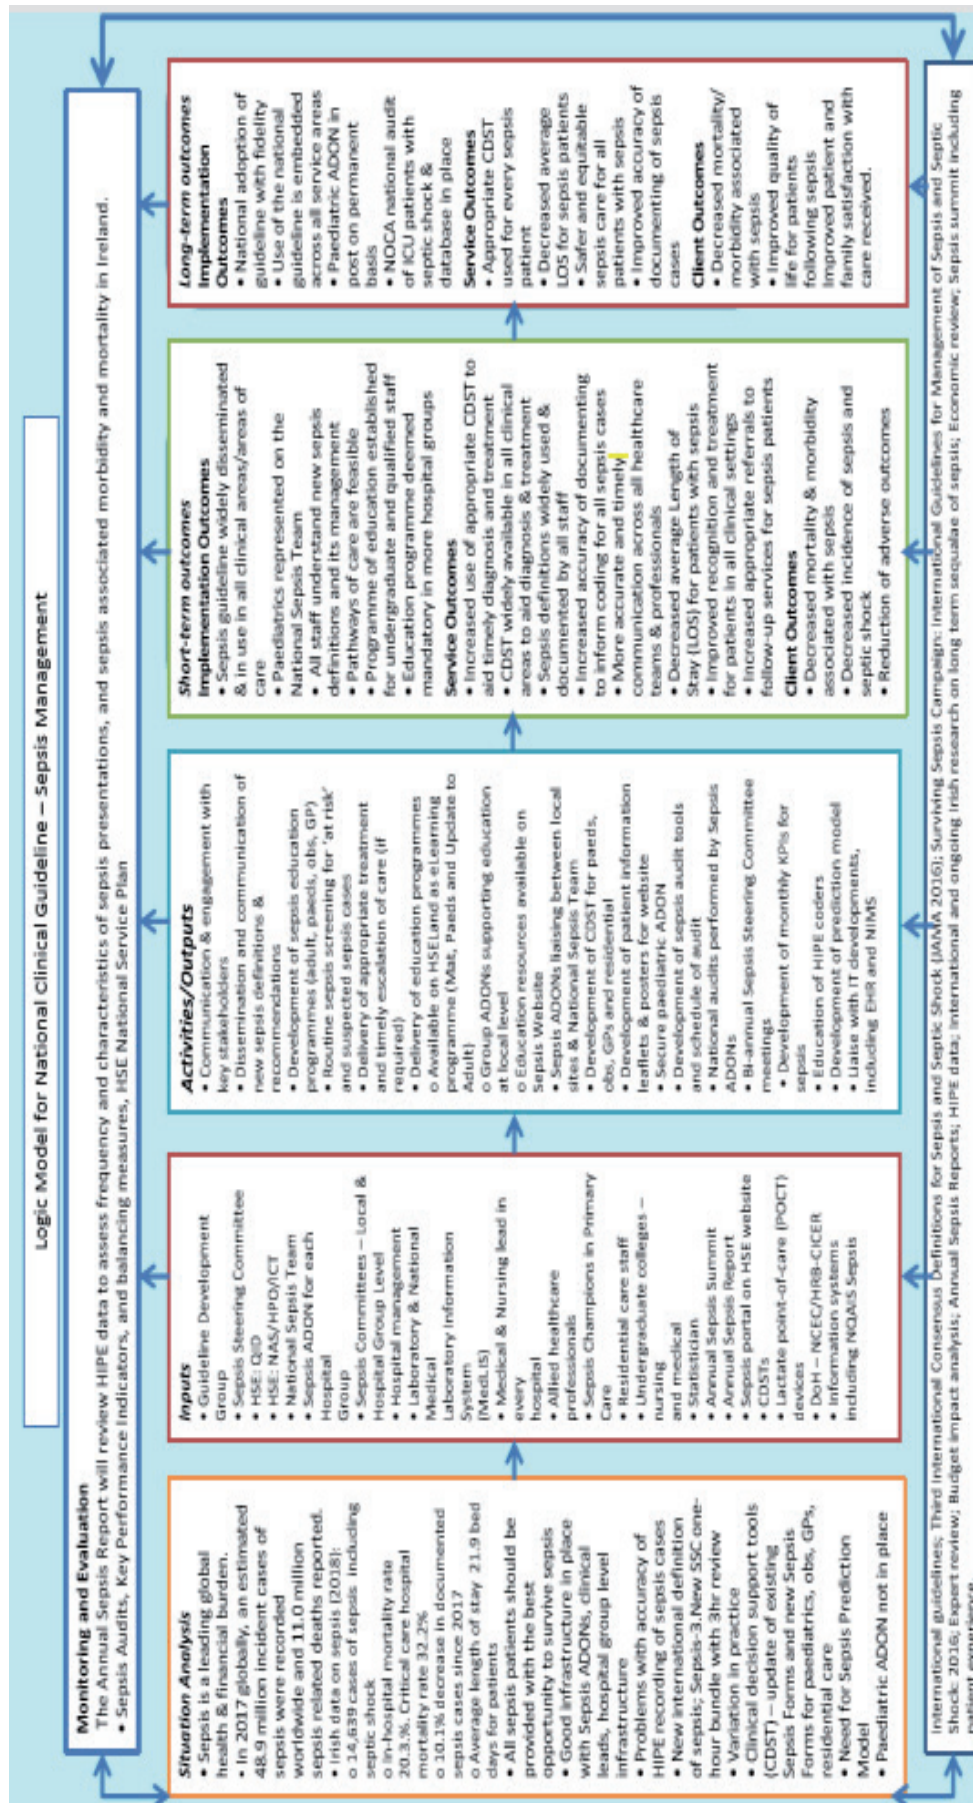 Logic Model for National Clinical Guideline – Sepsis Management
Monitoring and Evaluation
The Annual Sepsis Report will review HIPE data to assess frequency and characteristics of sepsis presentations, and sepsis associated morbidity and mortality in Ireland.
• Sepsis Audits, Key Performance Indicators, and balancing measures, HSE National Service Plan
Situation Analysis
• Sepsis is a leading global
health & financial burden.
• In 2017 globally, an estimated
48.9 million incident cases of
sepsis were recorded
worldwide and 11.0 million
sepsis related deaths reported.
• Irish data on sepsis (2018):
o 14,639 cases of sepsis including
septic shock
o In-hospital mortality rate
20.3%. Critical care hospital
mortality rate 32.2%
o 10.1% decrease in documented
sepsis cases since 2017
o Average length of stay 21.9 bed
days for patients
• All sepsis patients should be
provided with the best
opportunity to survive sepsis
• Good infrastructure in place
with Sepsis ADONs, clinical
leads, hospital group level
infrastructure
• Problems with accuracy of
HIPE recording of sepsis cases
• New international definition
of sepsis; Sepsis-3.New SSC one-
hour bundle with 3hr review
• Variation in practice
• Clinical decision support tools
(CDST) – update of existing
Sepsis Forms and new Sepsis
Forms for paediatrics, obs, GPs,
residential care
• Need for Sepsis Prediction
Model
• Paediatric ADON not in place
Inputs
• Guideline Development
Group
• Sepsis Steering Committee
• HSE: QID
• HSE: NAS/HPO/ICT
• National Sepsis Team
• Sepsis ADON for each
Hospital
Group
• Sepsis Committees – Local &
Hospital Group Level
• Hospital management
• Laboratory & National
Medical
Laboratory Information
System
(MedLIS)
• Medical & Nursing lead in
every
hospital
• Allied healthcare
professionals
• Sepsis Champions in Primary
Care
• Residential care staff
• Undergraduate colleges –
nursing
and medical
• Statistician
• Annual Sepsis Summit
• Annual Sepsis Report
• Sepsis portal on HSE website
• CDSTs
• Lactate point-of-care (POCT)
devices
• DoH – NCEC/HRB-CICER
• Information systems
including NQAIS Sepsis
Activities/Outputs
• Communication & engagement with
key stakeholders
• Dissemination and communication of
new sepsis definitions &
recommendations
• Development of sepsis education
programmes (adult, paeds, obs, GP)
• Routine sepsis screening for 'at risk'
and suspected sepsis cases
• Delivery of appropriate treatment
and timely escalation of care (if
required)
• Delivery of education programmes
o Available on HSELand as eLearning
programme (Mat, Paeds and Update to
Adult)
o Group ADONs supporting education
at local level
o Education resources available on
Sepsis Website
• Sepsis ADONs liaising between local
sites & National Sepsis Team
• Development of CDST for paeds,
obs, GPs and residential
• Development of patient information
leaflets & posters for website
• Secure paediatric ADON
• Development of sepsis audit tools
and schedule of audit
• National audits performed by Sepsis
ADONs
• Bi-annual Sepsis Steering Committee
meetings
• Development of monthly KPIs for
sepsis
• Education of HIPE coders
• Development of prediction model
• Liaise with IT developments,
including EHR and NIMS
Short-term outcomes
Implementation Outcomes
• Sepsis guideline widely disseminated
& in use in all clinical areas/areas of
care
• Paediatrics represented on the
National Sepsis Team
• All staff understand new sepsis
definitions and its management
• Pathways of care are feasible
• Programme of education established
for undergraduate and qualified staff
• Education programme deemed
mandatory in more hospital groups
Service Outcomes
• Increased use of appropriate CDST to
aid timely diagnosis and treatment
• CDST widely available in all clinical
areas to aid diagnosis & treatment
• Sepsis definitions widely used &
documented by all staff
• Increased accuracy of documenting
to inform coding for all sepsis cases
• More accurate and timely
communication across all healthcare
teams & professionals
• Decreased average Length of
Stay (LOS) for patients with sepsis
• Improved recognition and treatment
for patients in all clinical settings
• Increased appropriate referrals to
follow-up services for sepsis patients
Client Outcomes
• Decreased mortality & morbidity
associated with sepsis
• Decreased incidence of sepsis and
septic shock
• Reduction of adverse outcomes
Long-term outcomes
Implementation
Outcomes
• National adoption of
guideline with fidelity
• Use of the national
guideline is embedded
across all service areas
• Paediatric ADON in
post on permanent
basis
• NOCA national audit
of ICU patients with
septic shock &
database in place
Service Outcomes
• Appropriate CDST
used for every sepsis
patient
• Decreased average
LOS for sepsis patients
• Safer and equitable
sepsis care for all
patients with sepsis
• Improved accuracy of
documenting of sepsis
cases
Client Outcomes
• Decreased mortality/
morbidity associated
with sepsis
• Improved quality of
life for patients
following sepsis
Improved patient and
family satisfaction with
care received.
International guidelines; Third International Consensus Definitions for Sepsis and Septic Shock (JAMA 2016); Surviving Sepsis Campaign: International Guidelines for Management of Sepsis and Septic
Shock: 2016; Expert review; Budget impact analysis; Annual Sepsis Reports; HIPE data; International and ongoing Irish research on long term sequalae of sepsis; Economic review; Sepsis summit including
patient experience